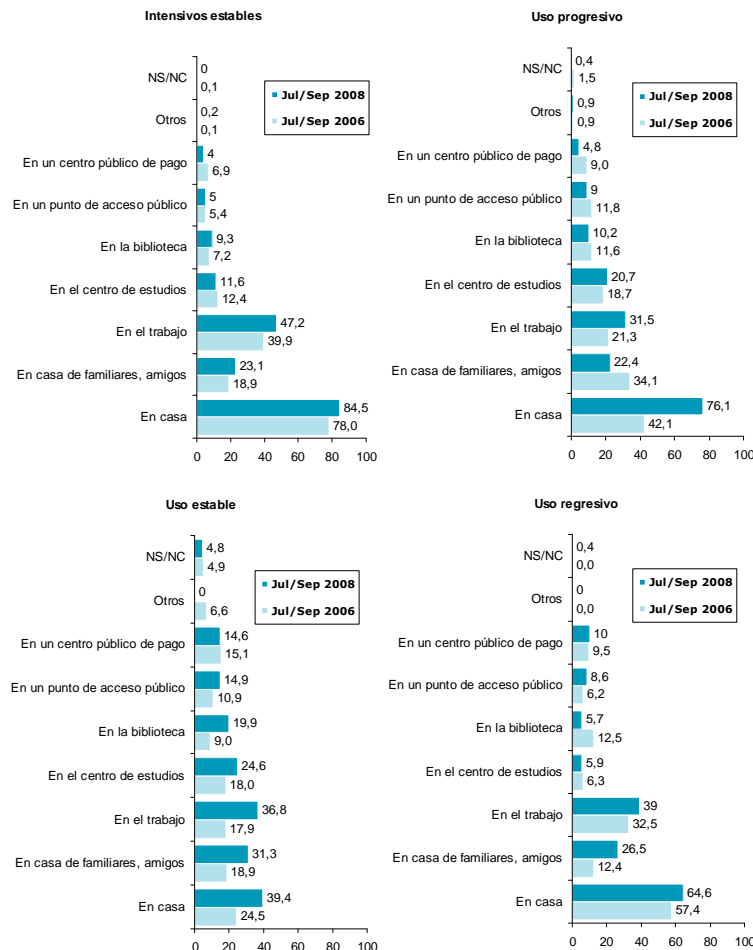 Intensivos estables
NS/NC
0
0,1
Otros
0,2
0,1
En un centro público de pago
4
6,9
En un punto de acceso público
5
5,4
En la biblioteca
9,3
7,2
En el centro de estudios
11,6
12,4
En el trabajo
47,2
39,9
En casa de familiares, amigos
23,1
18,9
En casa
84,5
78,0
0 20 40 60 80 100
Jul/Sep 2008
Jul/Sep 2006
Uso progresivo
NS/NC
0,4
1,5
Otros
0,9
0,9
En un centro público de pago
4,8
9,0
En un punto de acceso público
9
11,8
En la biblioteca
10,2
11,6
En el centro de estudios
20,7
18,7
En el trabajo
31,5
21,3
En casa de familiares, amigos
22,4
34,1
En casa
76,1
42,1
0 20 40 60 80 100
Jul/Sep 2008
Jul/Sep 2006
Uso estable
NS/NC
4,8
4,9
Otros
0
6,6
En un centro público de pago
14,6
15,1
En un punto de acceso público
14,9
10,9
En la biblioteca
19,9
9,0
En el centro de estudios
24,6
18,0
En el trabajo
36,8
17,9
En casa de familiares, amigos
31,3
18,9
En casa
39,4
24,5
0 20 40 60 80 100
Jul/Sep 2008
Jul/Sep 2006
Uso regresivo
NS/NC
0,4
0,0
Otros
0
0,0
En un centro público de pago
10
9,5
En un punto de acceso público
8,6
6,2
En la biblioteca
5,7
12,5
En el centro de estudios
5,9
6,3
En el trabajo
39
32,5
En casa de familiares, amigos
26,5
12,4
En casa
64,6
57,4
0 20 40 60 80 100
Jul/Sep 2008
Jul/Sep 2006